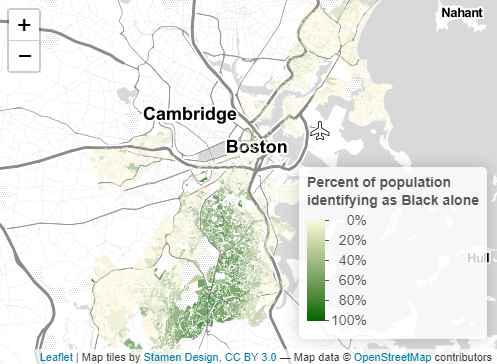 +
−
Nahant
Cambridge
Boston
Percent of population
identifying as Black alone
0%
20%
40%
60%
80%
100%
Hull
Leaflet | Map tiles by Stamen Design, CC BY 3.0 — Map data © OpenStreetMap contributors